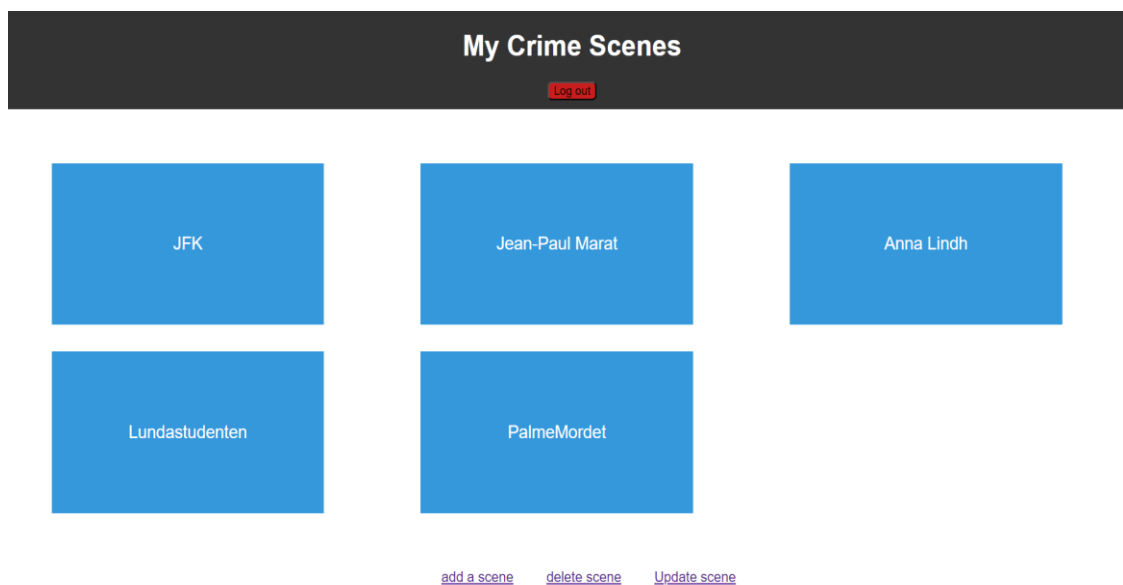 My Crime Scenes
Log out
JFK
Jean-Paul Marat
Anna Lindh
Lundastudenten
PalmeMordet
add a scene
delete scene
Update scene